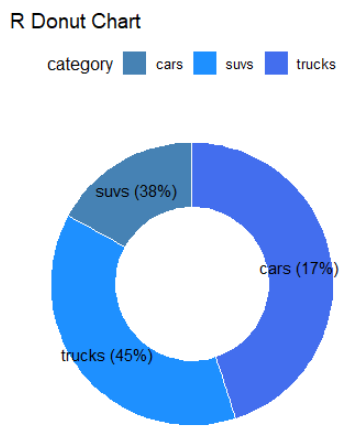 R Donut Chart
category cars suvs trucks
suvs (38%)
cars (17%)
trucks (45%)